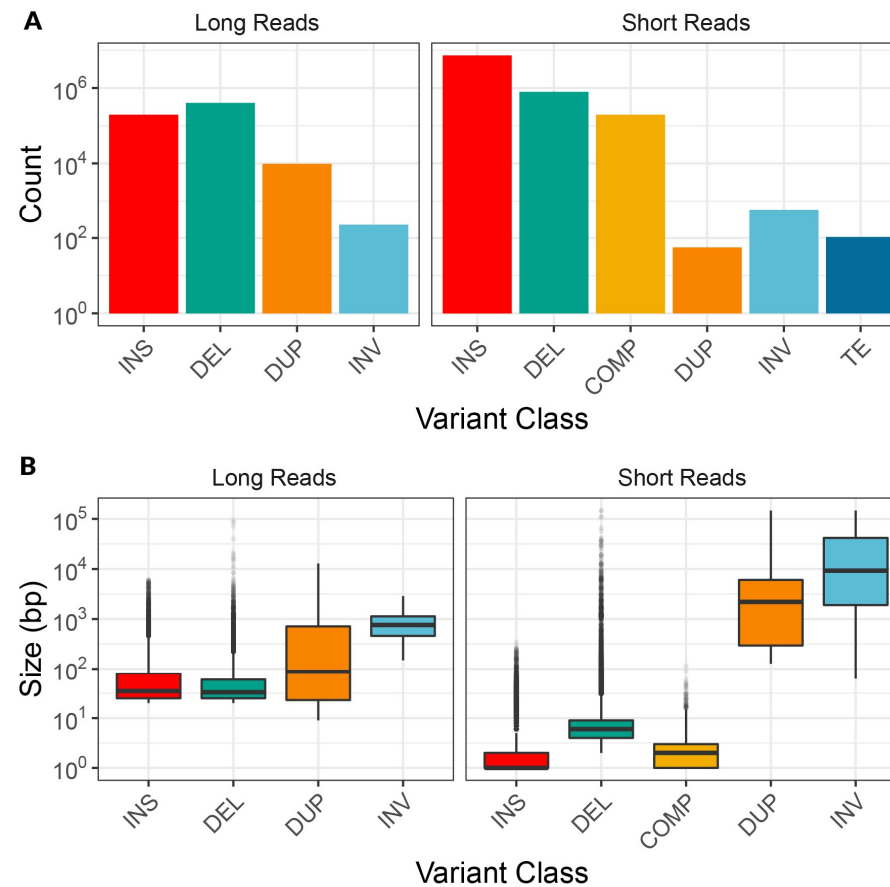 A
Long Reads Short Reads
Count
10^6
10^4
10^2
10^0
INS DEL DUP INV INS DEL COMP DUP INV TE
Variant Class
B
Long Reads Short Reads
Size (bp)
10^5
10^4
10^3
10^2
10^1
10^0
INS DEL DUP INV INS DEL COMP DUP INV
Variant Class